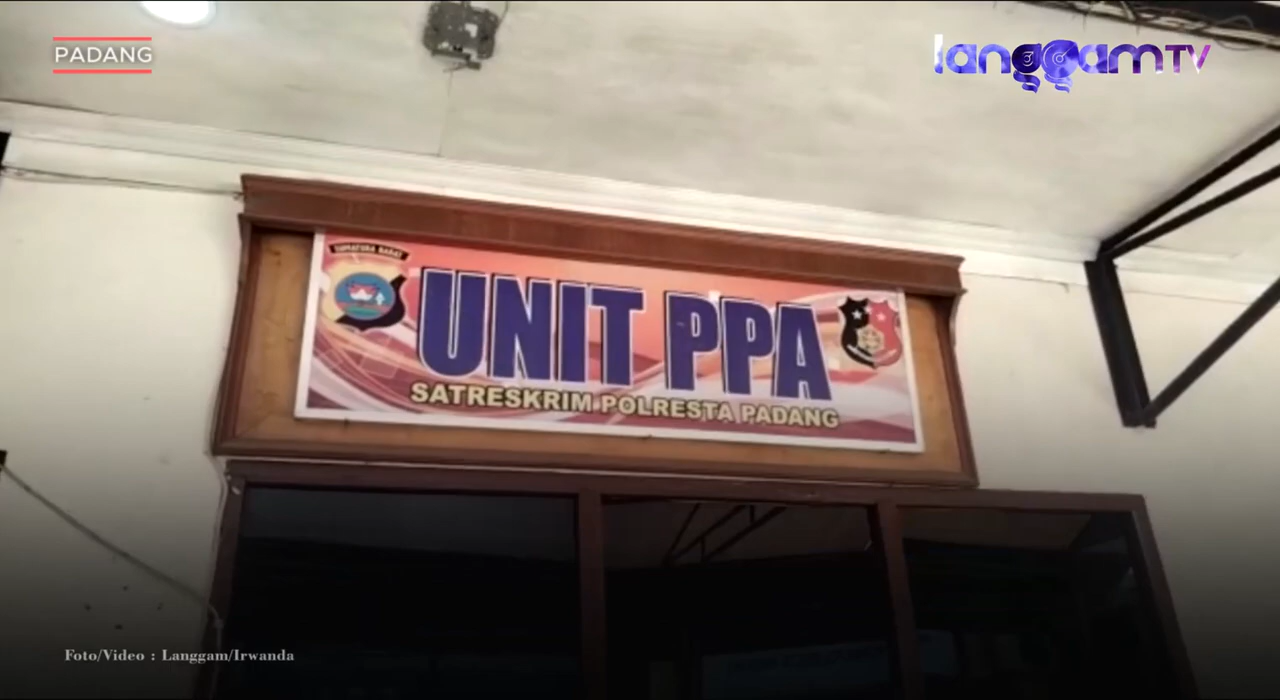 PADANG
langgamTV
SUMATERA BARAT
UNIT PPA
SATRESKRIM POLRESTA PADANG
Foto/Video : Langgam/Irwanda